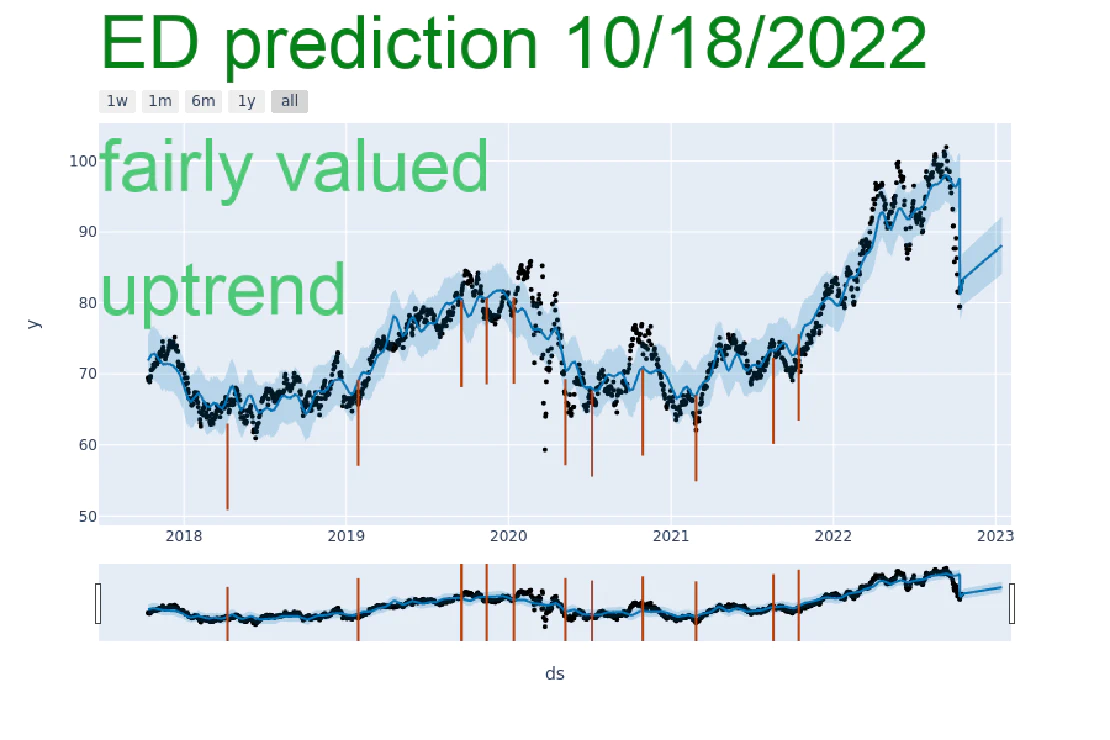 ED prediction 10/18/2022
1w 1m 6m 1y all
fairly valued
uptrend
100
90
80
70
60
50
y
2018 2019 2020 2021 2022 2023
ds